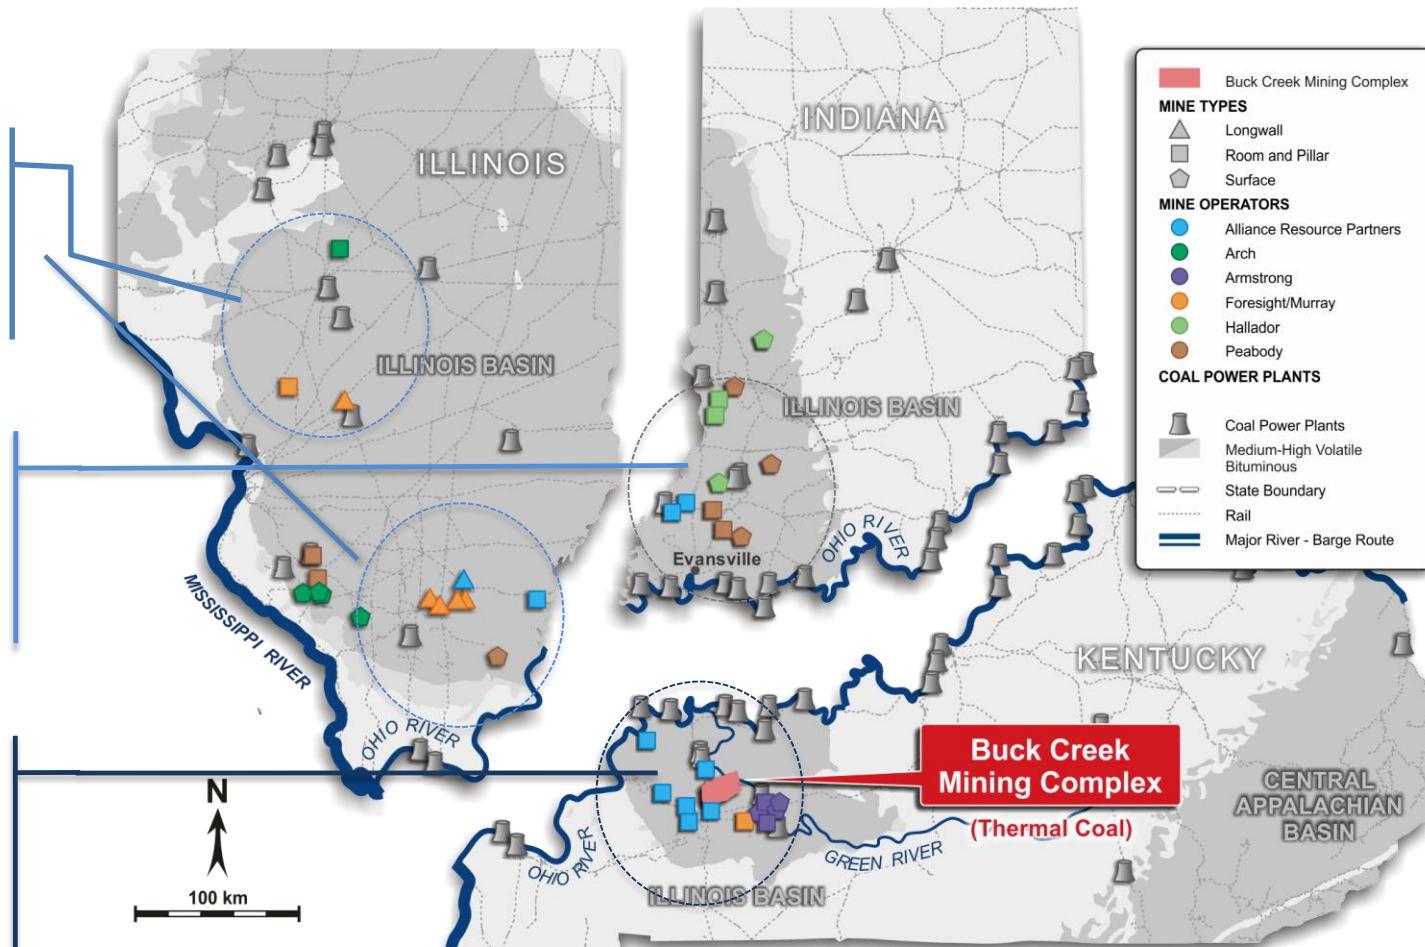 ILLINOIS
INDIANA
ILLINOIS BASIN
ILLINOIS BASIN
Evansville
OHIO RIVER
MISSISSIPPI RIVER
OHIO RIVER
KENTUCKY
Buck Creek
Mining Complex
(Thermal Coal)
CENTRAL
APPALACHIAN
BASIN
GREEN RIVER
OHIO RIVER
ILLINOIS BASIN
N
100 km
Buck Creek Mining Complex
MINE TYPES
Longwall
Room and Pillar
Surface
MINE OPERATORS
Alliance Resource Partners
Arch
Armstrong
Foresight/Murray
Hallador
Peabody
COAL POWER PLANTS
Coal Power Plants
Medium-High Volatile
Bituminous
State Boundary
Rail
Major River - Barge Route